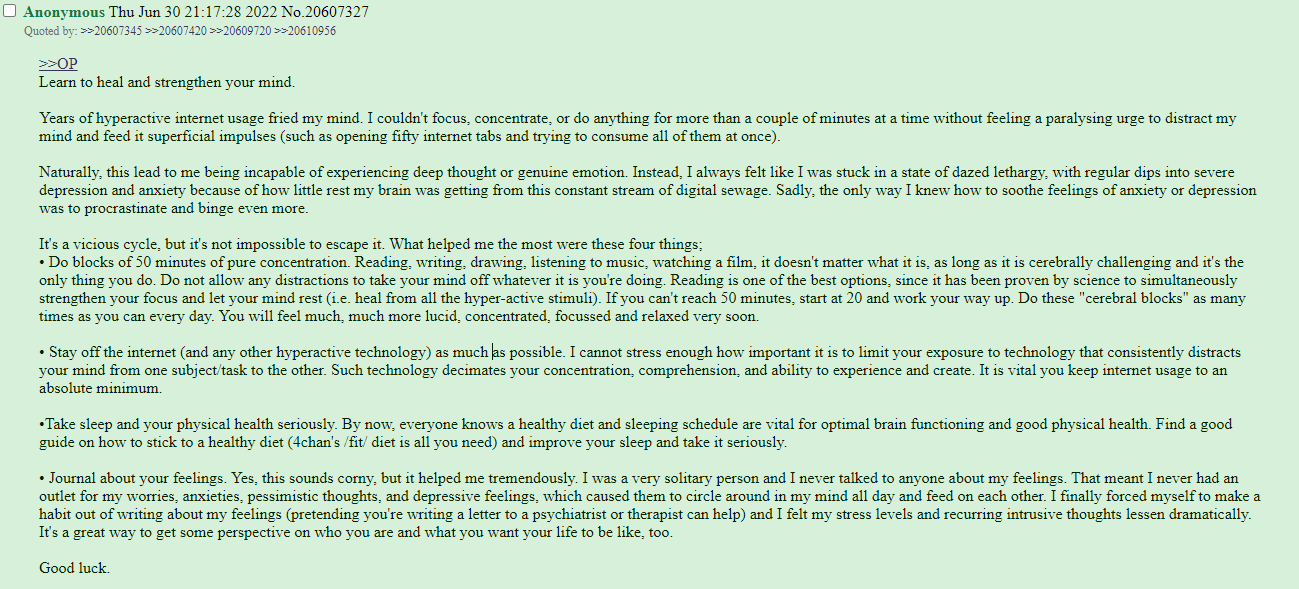 Anonymous Thu Jun 30 21:17:28 2022 No.20607327
Quoted by: >>20607345 >>20607420 >>20609720 >>20610956
>>OP
Learn to heal and strengthen your mind.
Years of hyperactive internet usage fried my mind. I couldn't focus, concentrate, or do anything for more than a couple of minutes at a time without feeling a paralysing urge to distract my
mind and feed it superficial impulses (such as opening fifty internet tabs and trying to consume all of them at once).
Naturally, this lead to me being incapable of experiencing deep thought or genuine emotion. Instead, I always felt like I was stuck in a state of dazed lethargy, with regular dips into severe
depression and anxiety because of how little rest my brain was getting from this constant stream of digital sewage. Sadly, the only way I knew how to soothe feelings of anxiety or depression
was to procrastinate and binge even more.
It's a vicious cycle, but it's not impossible to escape it. What helped me the most were these four things;
• Do blocks of 50 minutes of pure concentration. Reading, writing, drawing, listening to music, watching a film, it doesn't matter what it is, as long as it is cerebrally challenging and it's the
only thing you do. Do not allow any distractions to take your mind off whatever it is you're doing. Reading is one of the best options, since it has been proven by science to simultaneously
strengthen your focus and let your mind rest (i.e. heal from all the hyper-active stimuli). If you can't reach 50 minutes, start at 20 and work your way up. Do these "cerebral blocks" as many
times as you can every day. You will feel much, much more lucid, concentrated, focussed and relaxed very soon.
• Stay off the internet (and any other hyperactive technology) as much as possible. I cannot stress enough how important it is to limit your exposure to technology that consistently distracts
your mind from one subject/task to the other. Such technology decimates your concentration, comprehension, and ability to experience and create. It is vital you keep internet usage to an
absolute minimum.
•Take sleep and your physical health seriously. By now, everyone knows a healthy diet and sleeping schedule are vital for optimal brain functioning and good physical health. Find a good
guide on how to stick to a healthy diet (4chan's /fit/ diet is all you need) and improve your sleep and take it seriously.
• Journal about your feelings. Yes, this sounds corny, but it helped me tremendously. I was a very solitary person and I never talked to anyone about my feelings. That meant I never had an
outlet for my worries, anxieties, pessimistic thoughts, and depressive feelings, which caused them to circle around in my mind all day and feed on each other. I finally forced myself to make a
habit out of writing about my feelings (pretending you're writing a letter to a psychiatrist or therapist can help) and I felt my stress levels and recurring intrusive thoughts lessen dramatically.
It's a great way to get some perspective on who you are and what you want your life to be like, too.
Good luck.